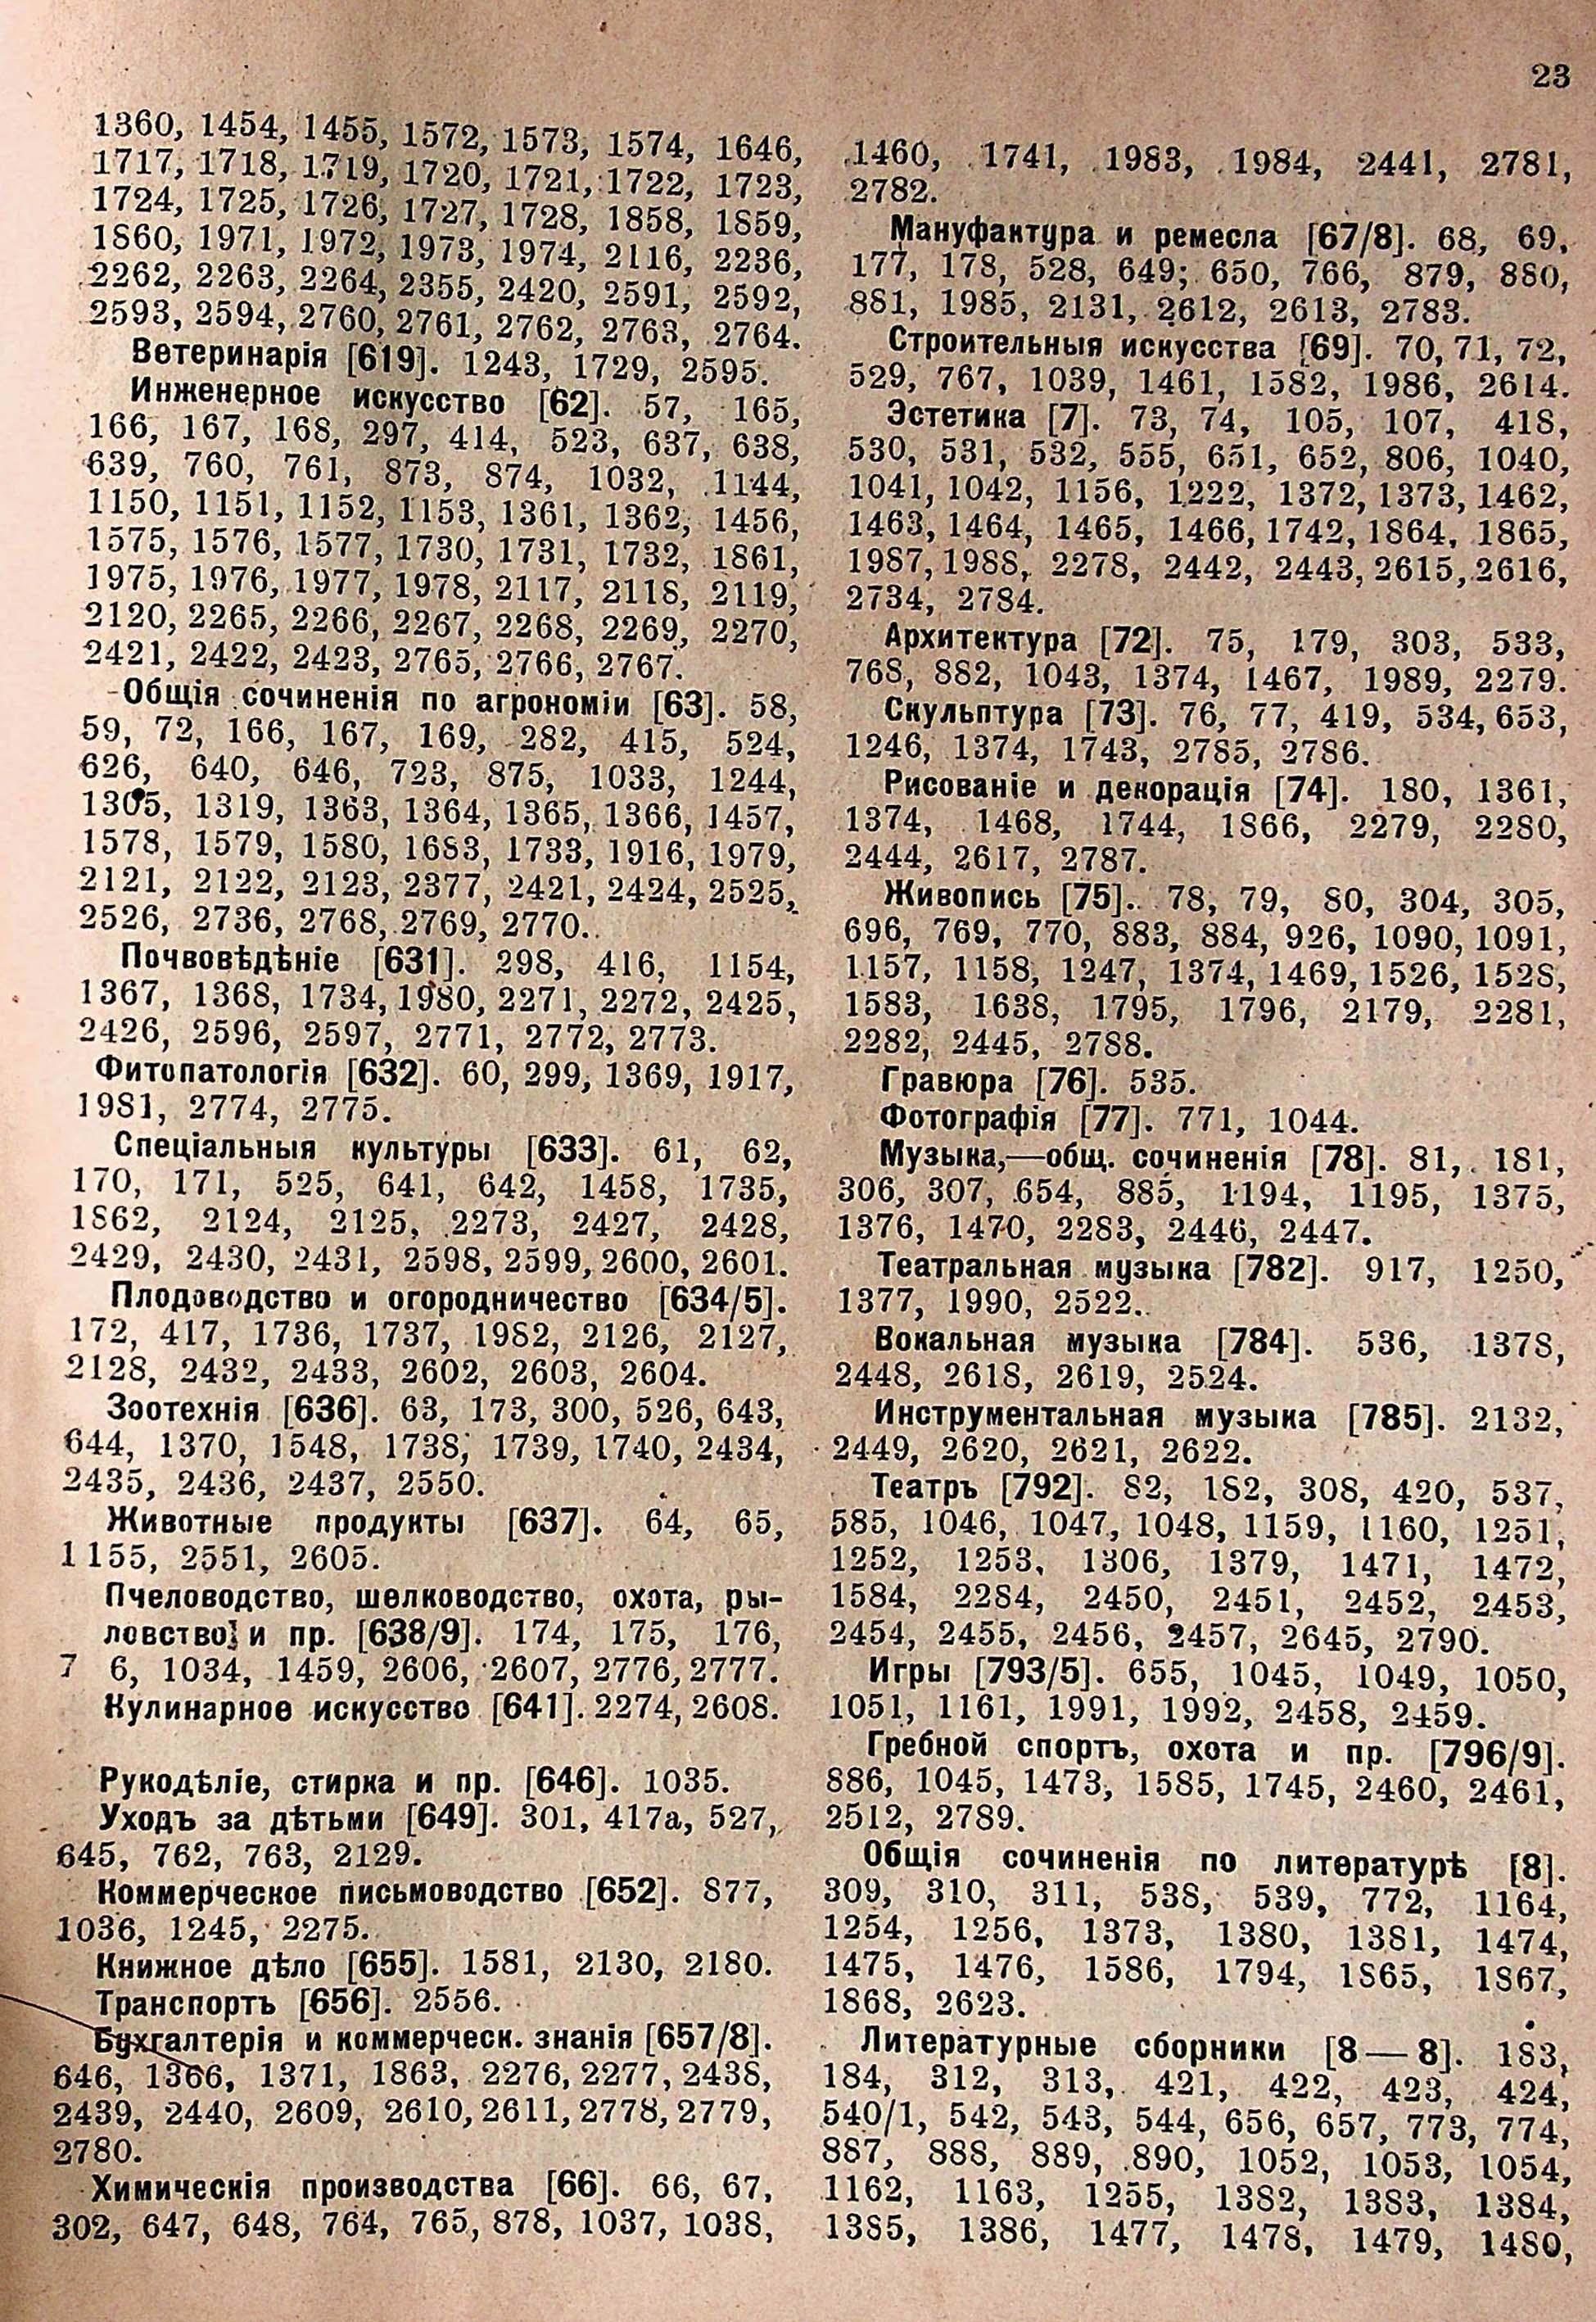 23
1360, 1454, 1455, 1572, 1573, 1574, 1646,
1717, 1718, 1719, 1720, 1721, 1722, 1723,
1724, 1725, 1726, 1727, 1728, 1858, 1859,
1860, 1971, 1972, 1973, 1974, 2116, 2236,
2262, 2263, 2264, 2355, 2420, 2591, 2592,
2593, 2594, 2760, 2761, 2762, 2763, 2764.
Ветеринарія [619]. 1243, 1729, 2595.
Инженерное искусство [62]. 57, 165,
166, 167, 168, 297, 414, 523, 637, 638,
639, 760, 761, 873, 874, 1032, 1144,
1150, 1151, 1152, 1153, 1361, 1362, 1456,
1575, 1576, 1577, 1730, 1731, 1732, 1861,
1975, 1976, 1977, 1978, 2117, 2118, 2119,
2120, 2265, 2266, 2267, 2268, 2269, 2270,
2421, 2422, 2423, 2765, 2766, 2767.
Общія сочиненія по агрономіи [63]. 58,
59, 72, 166, 167, 169, 282, 415, 524,
626, 640, 646, 723, 875, 1033, 1244,
1305, 1319, 1363, 1364, 1365, 1366, 1457,
1578, 1579, 1580, 1683, 1733, 1916, 1979,
2121, 2122, 2123, 2377, 2421, 2424, 2525,
2526, 2736, 2768, 2769, 2770.
Почвовѣдѣніе [631]. 298, 416, 1154,
1367, 1368, 1734, 1980, 2271, 2272, 2425,
2426, 2596, 2597, 2771, 2772, 2773.
Фитопатологія [632]. 60, 299, 1369, 1917,
1981, 2774, 2775.
Спеціальныя культуры [633]. 61, 62,
170, 171, 525, 641, 642, 1458, 1735,
1862, 2124, 2125, 2273, 2427, 2428,
2429, 2430, 2431, 2598, 2599, 2600, 2601.
Плодоводство и огородничество [634/5].
172, 417, 1736, 1737, 1982, 2126, 2127,
2128, 2432, 2433, 2602, 2603, 2604.
Зоотехнія [636]. 63, 173, 300, 526, 643,
644, 1370, 1548, 1738, 1739, 1740, 2434,
2435, 2436, 2437, 2550.
Животные продукты [637]. 64, 65,
1155, 2551, 2605.
Пчеловодство, шелководство, охота, ры-
ловство] и пр. [638/9]. 174, 175, 176,
7 6, 1034, 1459, 2606, 2607, 2776, 2777.
Кулинарное искусство [641]. 2274, 2608.
Рукодѣліе, стирка и пр. [646]. 1035.
Уходъ за дѣтьми [649]. 301, 417а, 527,
645, 762, 763, 2129.
Коммерческое письмоводство [652]. 877,
1036, 1245, 2275.
Книжное дѣло [655]. 1581, 2130, 2180.
Транспортъ [656]. 2556.
Бухгалтерія и коммерческ. знанія [657/8].
646, 1366, 1371, 1863, 2276, 2277, 2438,
2439, 2440, 2609, 2610, 2611, 2778, 2779,
2780.
Химическія производства [66]. 66, 67,
302, 647, 648, 764, 765, 878, 1037, 1038,
1460, 1741, 1983, 1984, 2441, 2781,
2782.
Мануфактура и ремесла [67/8]. 68, 69,
177, 178, 528, 649; 650, 766, 879, 880,
881, 1985, 2131, 2612, 2613, 2783.
Строительныя искусства [69]. 70, 71, 72,
529, 767, 1039, 1461, 1582, 1986, 2614.
Эстетика [7]. 73, 74, 105, 107, 418,
530, 531, 532, 555, 651, 652, 806, 1040,
1041, 1042, 1156, 1222, 1372, 1373, 1462,
1463, 1464, 1465, 1466, 1742, 1864, 1865,
1987, 1988, 2278, 2442, 2443, 2615, 2616,
2734, 2784.
Архитектура [72]. 75, 179, 303, 533,
768, 882, 1043, 1374, 1467, 1989, 2279.
Скульптура [73]. 76, 77, 419, 534, 653,
1246, 1374, 1743, 2785, 2786.
Рисованіе и декорація [74]. 180, 1361,
1374, 1468, 1744, 1866, 2279, 2280,
2444, 2617, 2787.
Живопись [75]. 78, 79, 80, 304, 305,
696, 769, 770, 883, 884, 926, 1090, 1091,
1157, 1158, 1247, 1374, 1469, 1526, 1528,
1583, 1638, 1795, 1796, 2179, 2281,
2282, 2445, 2788.
Гравюра [76]. 535.
Фотографія [77]. 771, 1044.
Музыка,—общ. сочиненія [78]. 81, 181,
306, 307, 654, 885, 1194, 1195, 1375,
1376, 1470, 2283, 2446, 2447.
Театральная музыка [782]. 917, 1250,
1377, 1990, 2522.
Вокальная музыка [784]. 536, 1378,
2448, 2618, 2619, 2524.
Инструментальная музыка [785]. 2132,
2449, 2620, 2621, 2622.
Театръ [792]. 82, 182, 308, 420, 537,
585, 1046, 1047, 1048, 1159, 1160, 1251,
1252, 1253, 1306, 1379, 1471, 1472,
1584, 2284, 2450, 2451, 2452, 2453,
2454, 2455, 2456, 2457, 2645, 2790.
Игры [793/5]. 655, 1045, 1049, 1050,
1051, 1161, 1991, 1992, 2458, 2459.
Гребной спортъ, охота и пр. [796/9].
886, 1045, 1473, 1585, 1745, 2460, 2461,
2512, 2789.
Общія сочиненія по литературѣ [8].
309, 310, 311, 538, 539, 772, 1164,
1254, 1256, 1373, 1380, 1381, 1474,
1475, 1476, 1586, 1794, 1865, 1867,
1868, 2623.
Литературные сборники [8—8]. 183,
184, 312, 313, 421, 422, 423, 424,
540/1, 542, 543, 544, 656, 657, 773, 774,
887, 888, 889, 890, 1052, 1053, 1054,
1162, 1163, 1255, 1382, 1383, 1384,
1385, 1386, 1477, 1478, 1479, 1480,